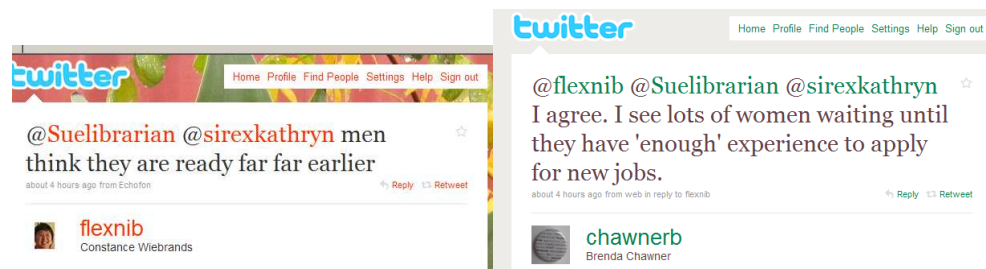 twitter
Home Profile Find People Settings Help Sign out
@Suelibrarian @sirexkathryn men
think they are ready far far earlier
about 4 hours ago from Echofon
Reply Retweet
flexnib
Constance Wiebrands
twitter
Home Profile Find People Settings Help Sign out
@flexnib @Suelibrarian @sirexkathryn
I agree. I see lots of women waiting until
they have 'enough' experience to apply
for new jobs.
about 4 hours ago from web in reply to flexnib
Reply Retweet
chawnerb
Brenda Chawner